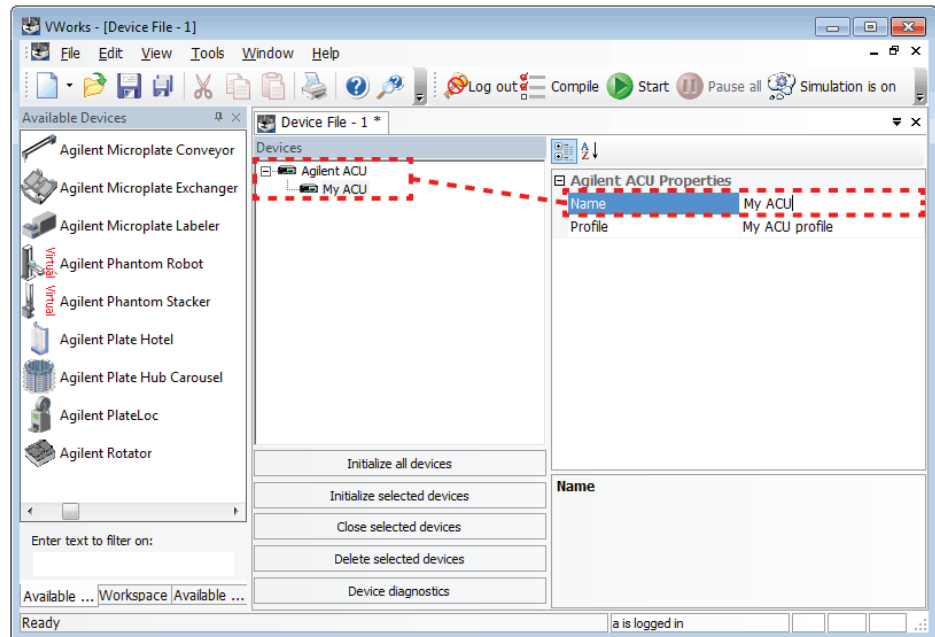 VWorks - [Device File - 1]
File Edit View Tools Window Help
Log out Compile Start Pause all Simulation is on
Available Devices
Agilent Microplate Conveyor
Agilent Microplate Exchanger
Agilent Microplate Labeler
Virtual Agilent Phantom Robot
Virtual Agilent Phantom Stacker
Agilent Plate Hotel
Agilent Plate Hub Carousel
Agilent PlateLoc
Agilent Rotator
Enter text to filter on:
Available ... Workspace Available ...
Device File - 1 *
Devices
Agilent ACU
My ACU
Initialize all devices
Initialize selected devices
Close selected devices
Delete selected devices
Device diagnostics
Agilent ACU Properties
Name My ACU
Profile My ACU profile
Name
Ready a is logged in